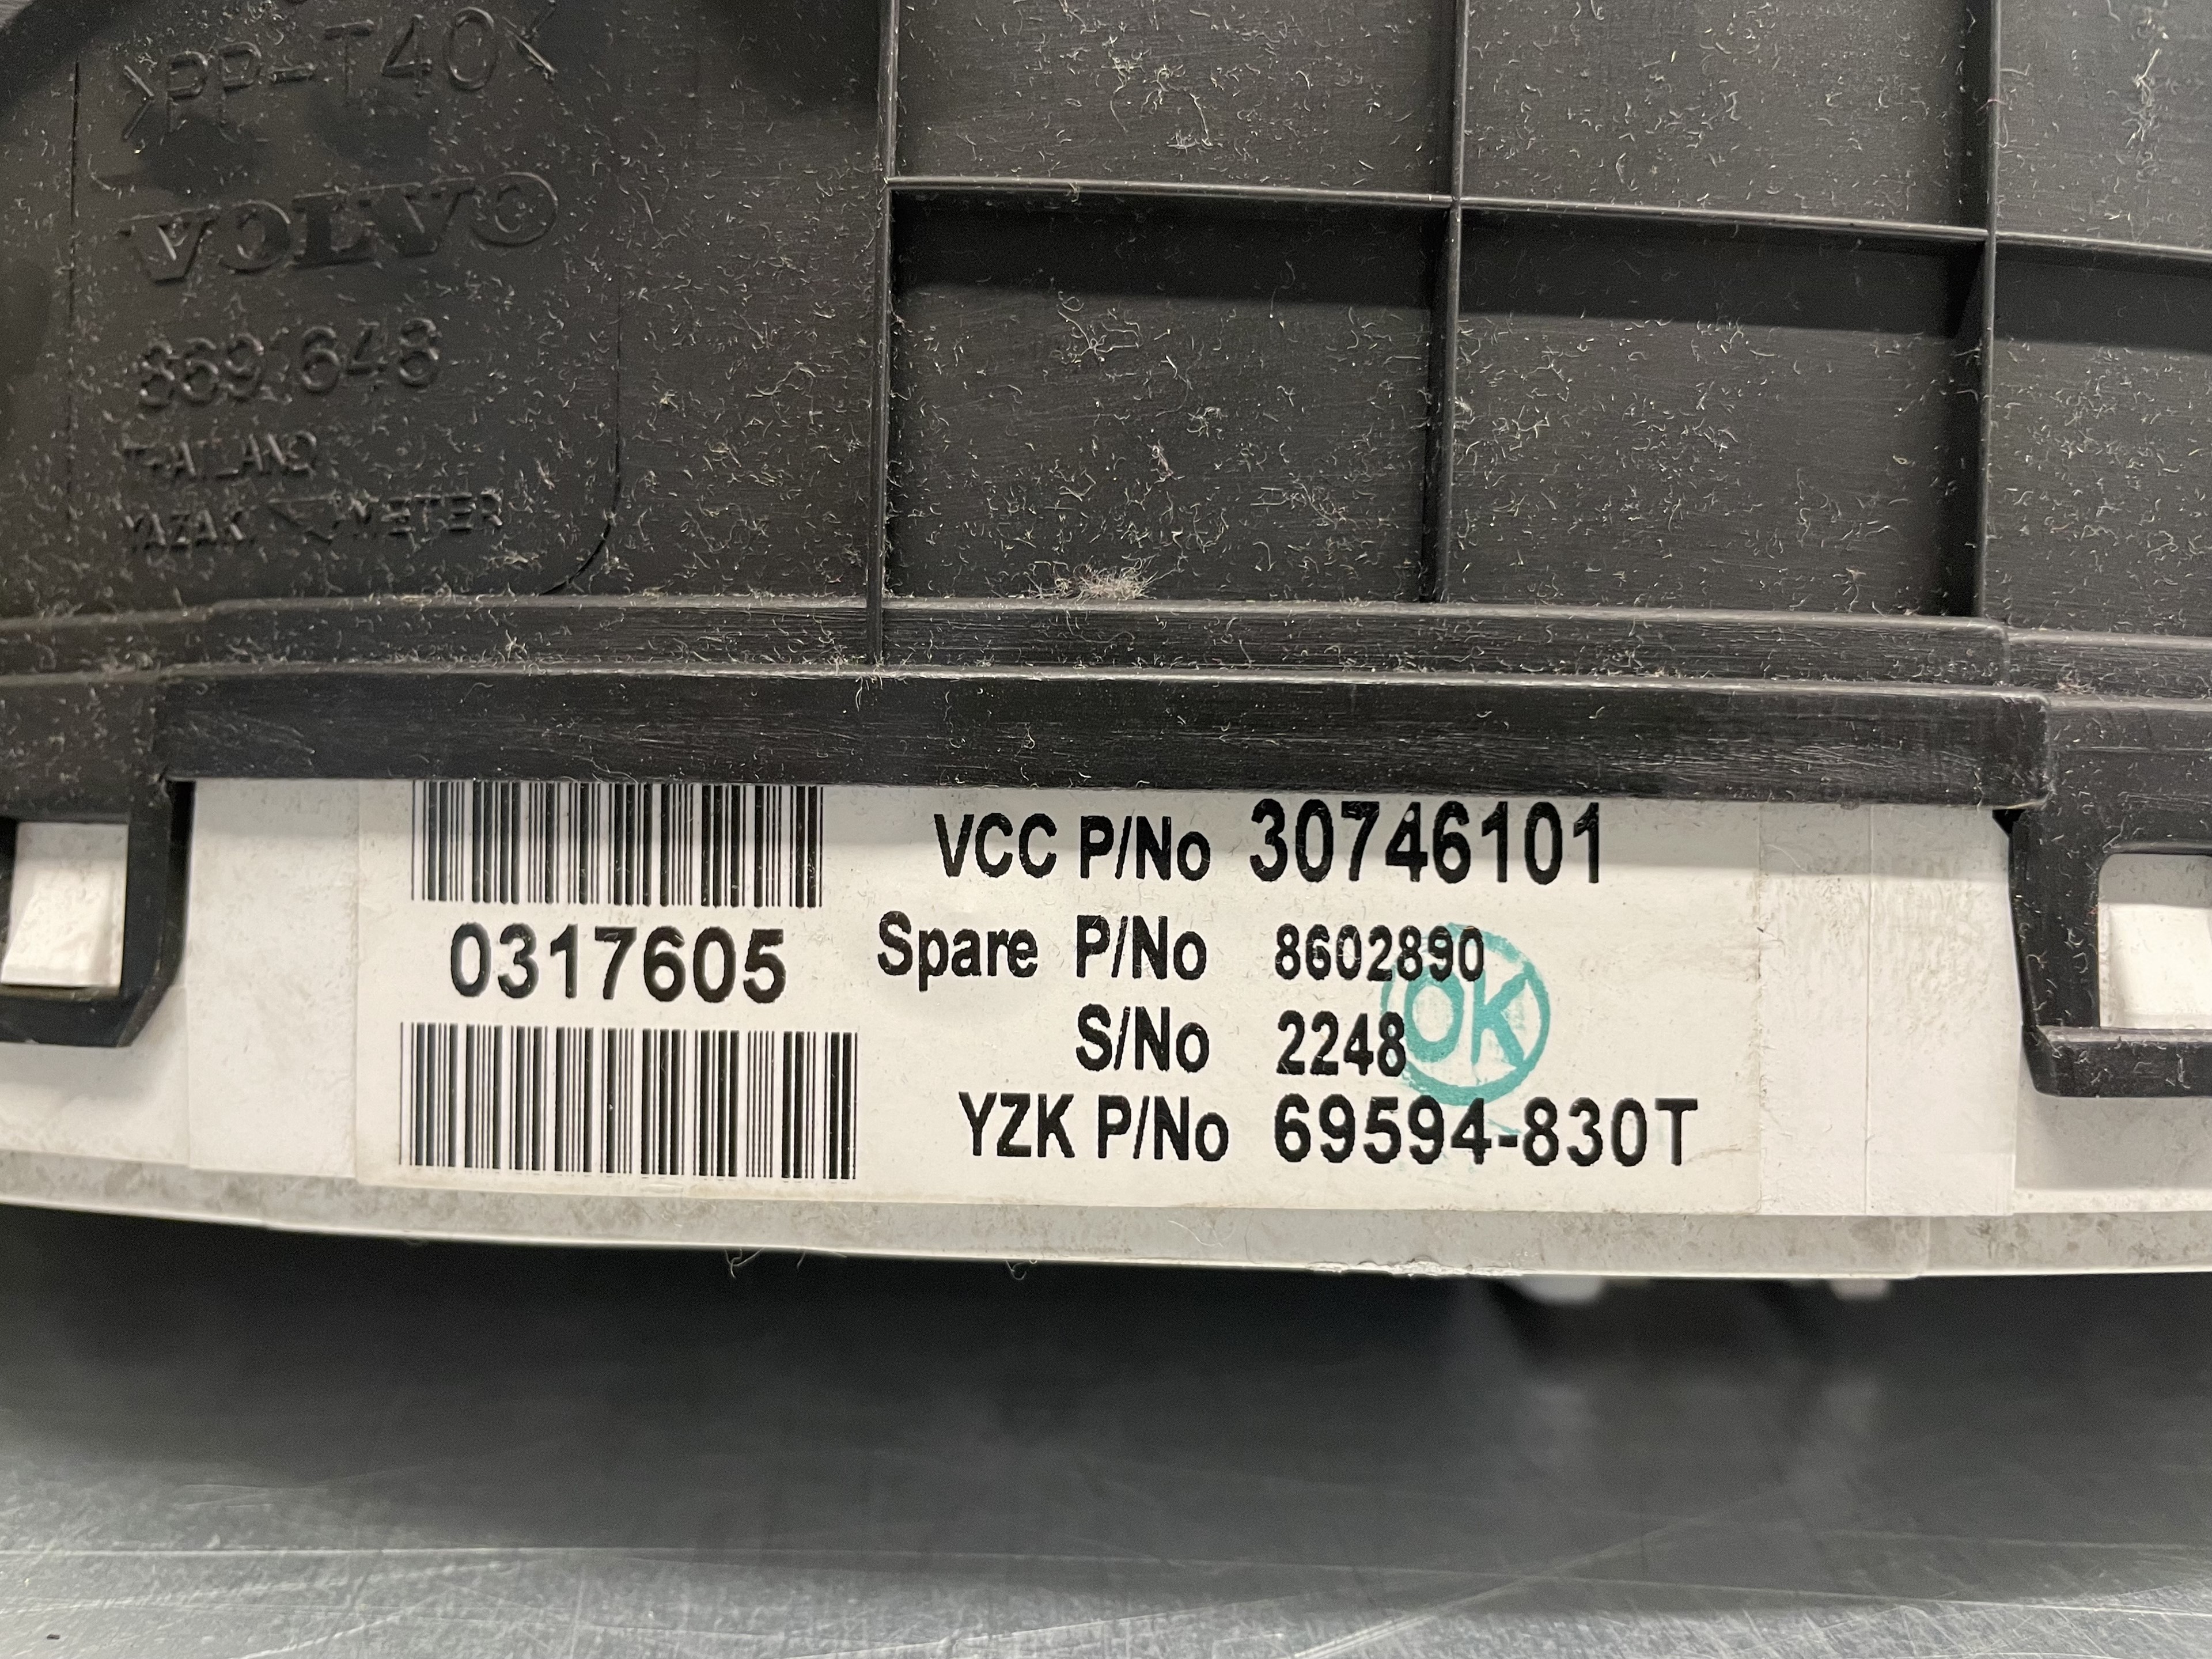 >PP-T40<
VOLVO
8691648
THAILAND
YAZAKI METER
VCC P/No 30746101
0317605
Spare P/No 8602890
S/No 2248
OK
YZK P/No 69594-830T